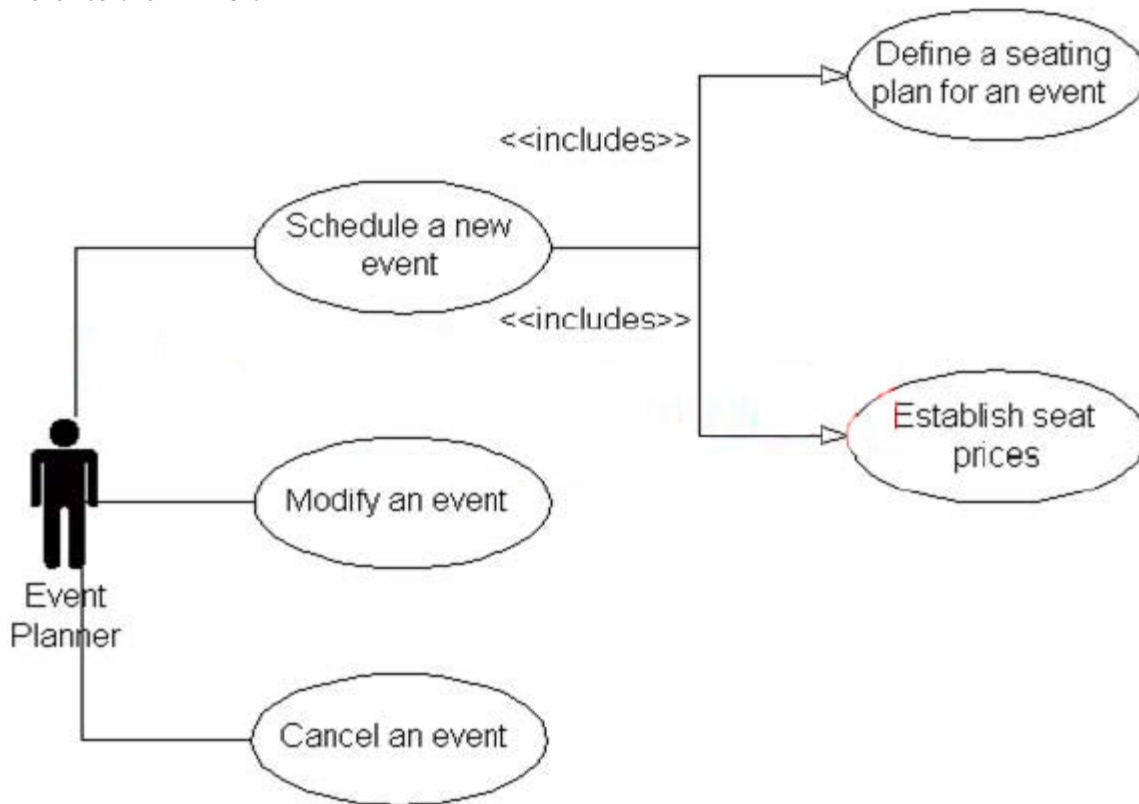 Define a seating
plan for an event
<<includes>>
Schedule a new
event
<<includes>>
Establish seat
prices
Modify an event
Event
Planner
Cancel an event